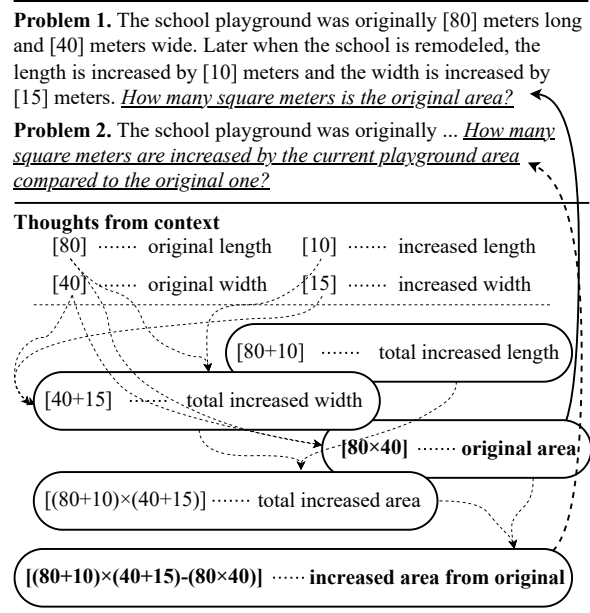 Problem 1. The school playground was originally [80] meters long
and [40] meters wide. Later when the school is remodeled, the
length is increased by [10] meters and the width is increased by
[15] meters. How many square meters is the original area?
Problem 2. The school playground was originally ... How many
square meters are increased by the current playground area
compared to the original one?
Thoughts from context
[80] ······· original length [10] ······· increased length
[40] ······· original width [15] ······· increased width
[80+10] ······· total increased length
[40+15] ······· total increased width
[80×40] ······· original area
[(80+10)×(40+15)] ······· total increased area
[(80+10)×(40+15)-(80×40)] ······ increased area from original